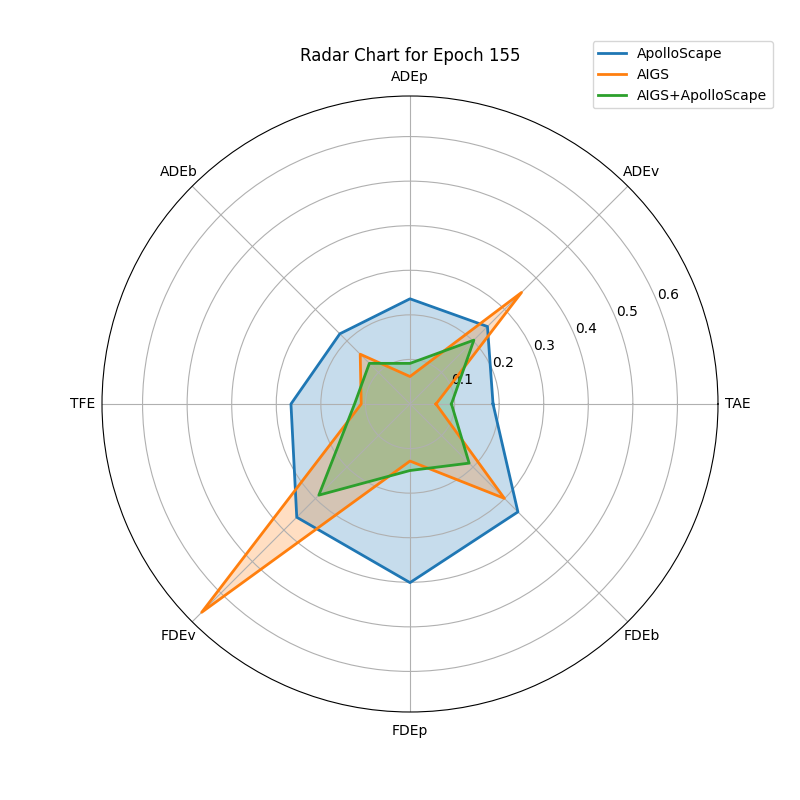 Radar Chart for Epoch 155
ApolloScape
AIGS
AIGS+ApolloScape
ADEp
ADEb
ADEv
0.6
0.5
0.4
0.3
0.2
0.1
TFE
TAE
FDEv
FDEb
FDEp